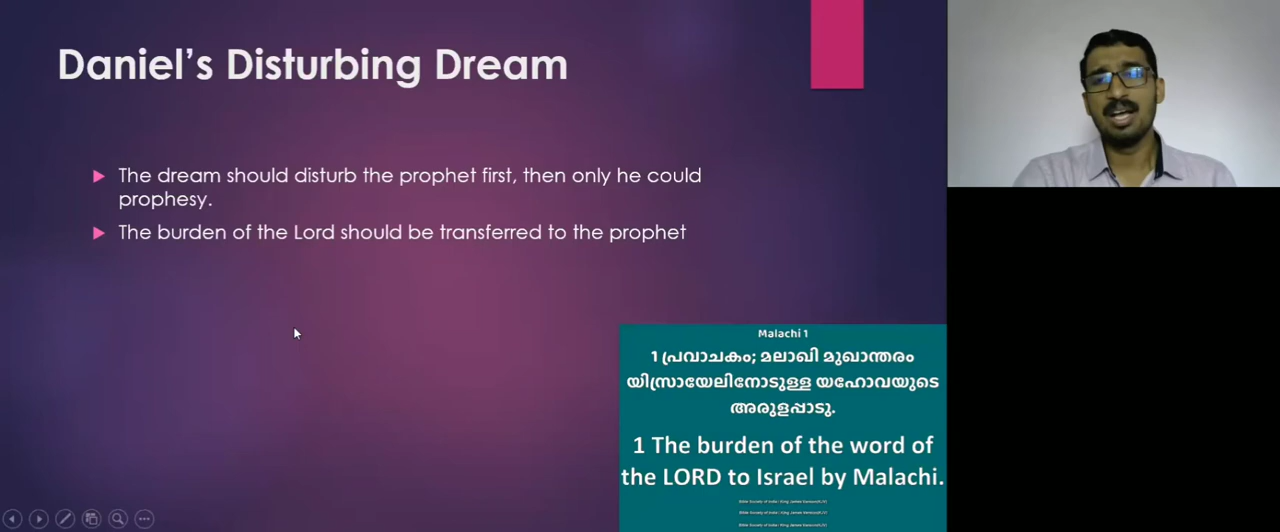 Daniel's Disturbing Dream
The dream should disturb the prophet first, then only he could
prophesy.
The burden of the Lord should be transferred to the prophet
Malachi 1
1 പ്രവാചകം; മലാഖി മുഖാന്തരം
യിസ്രായേലിനോടുള്ള യഹോവയുടെ
അരുളപ്പാടു.
1 The burden of the word of
the LORD to Israel by Malachi.